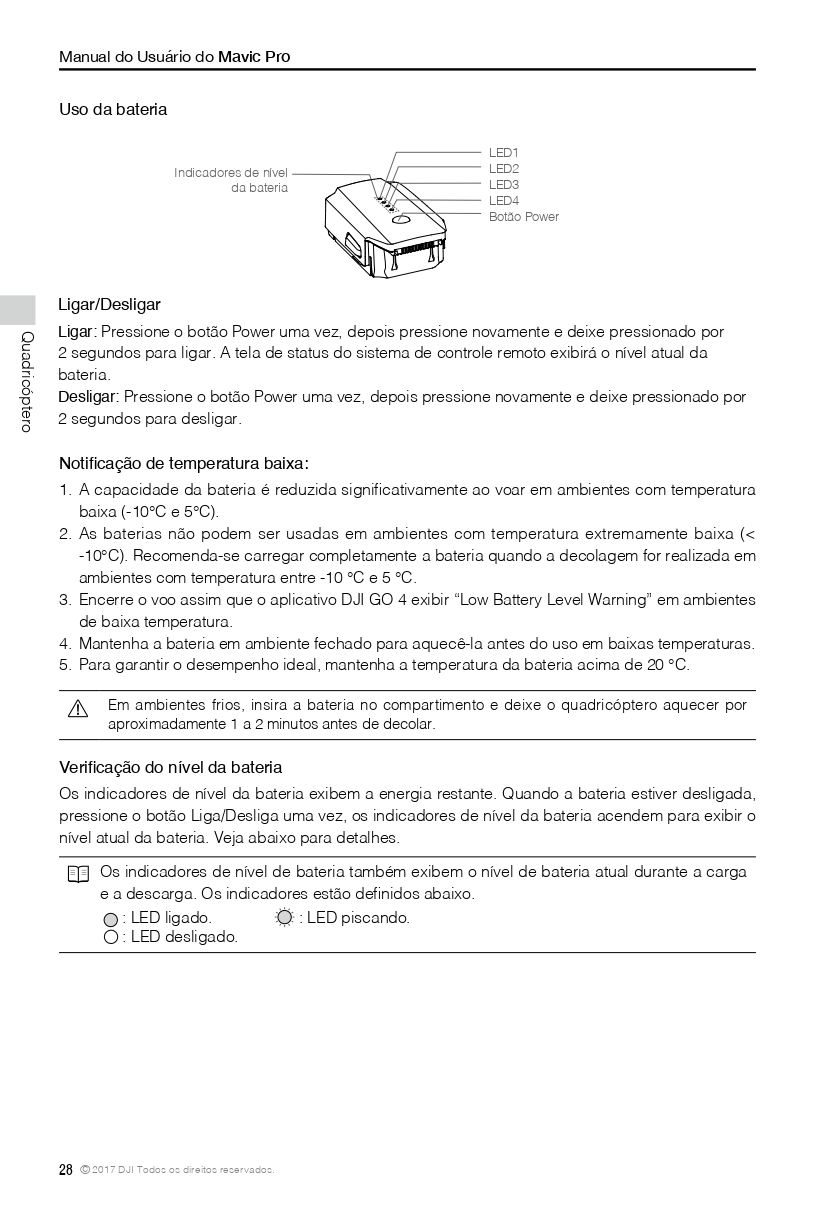 Manual do Usuário do Mavic Pro
Uso da bateria
Indicadores de nível
da bateria
LED1
LED2
LED3
LED4
Botão Power
Quadricóptero
Ligar/Desligar
Ligar: Pressione o botão Power uma vez, depois pressione novamente e deixe pressionado por
2 segundos para ligar. A tela de status do sistema de controle remoto exibirá o nível atual da
bateria.
Desligar: Pressione o botão Power uma vez, depois pressione novamente e deixe pressionado por
2 segundos para desligar.
Notificação de temperatura baixa:
1. A capacidade da bateria é reduzida significativamente ao voar em ambientes com temperatura
baixa (-10°C e 5°C).
2. As baterias não podem ser usadas em ambientes com temperatura extremamente baixa (<
-10°C). Recomenda-se carregar completamente a bateria quando a decolagem for realizada em
ambientes com temperatura entre -10 °C e 5 °C.
3. Encerre o voo assim que o aplicativo DJI GO 4 exibir “Low Battery Level Warning” em ambientes
de baixa temperatura.
4. Mantenha a bateria em ambiente fechado para aquecê-la antes do uso em baixas temperaturas.
5. Para garantir o desempenho ideal, mantenha a temperatura da bateria acima de 20 °C.
Em ambientes frios, insira a bateria no compartimento e deixe o quadricóptero aquecer por
aproximadamente 1 a 2 minutos antes de decolar.
Verificação do nível da bateria
Os indicadores de nível da bateria exibem a energia restante. Quando a bateria estiver desligada,
pressione o botão Liga/Desliga uma vez, os indicadores de nível da bateria acendem para exibir o
nível atual da bateria. Veja abaixo para detalhes.
Os indicadores de nível de bateria também exibem o nível de bateria atual durante a carga
e a descarga. Os indicadores estão definidos abaixo.
: LED ligado. : LED piscando.
: LED desligado.
28 © 2017 DJI Todos os direitos reservados.